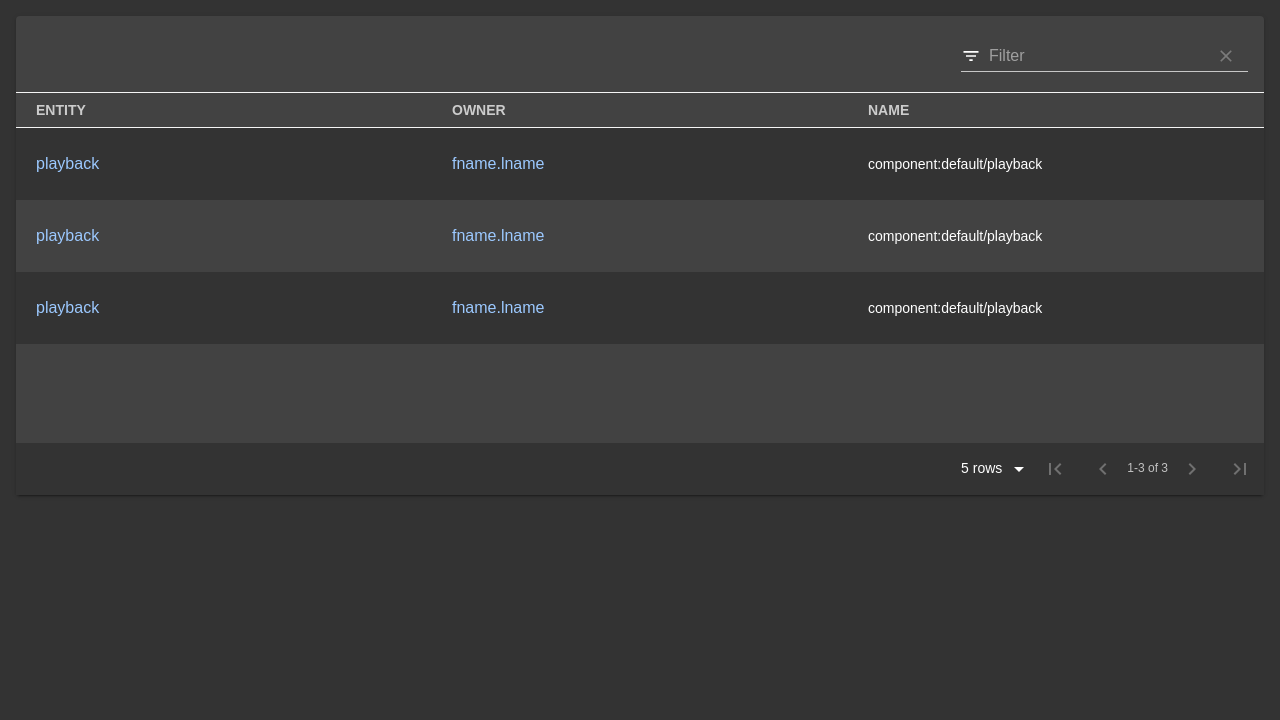 Filter
ENTITY OWNER NAME
playback fname.lname component:default/playback
playback fname.lname component:default/playback
playback fname.lname component:default/playback
5 rows 1-3 of 3